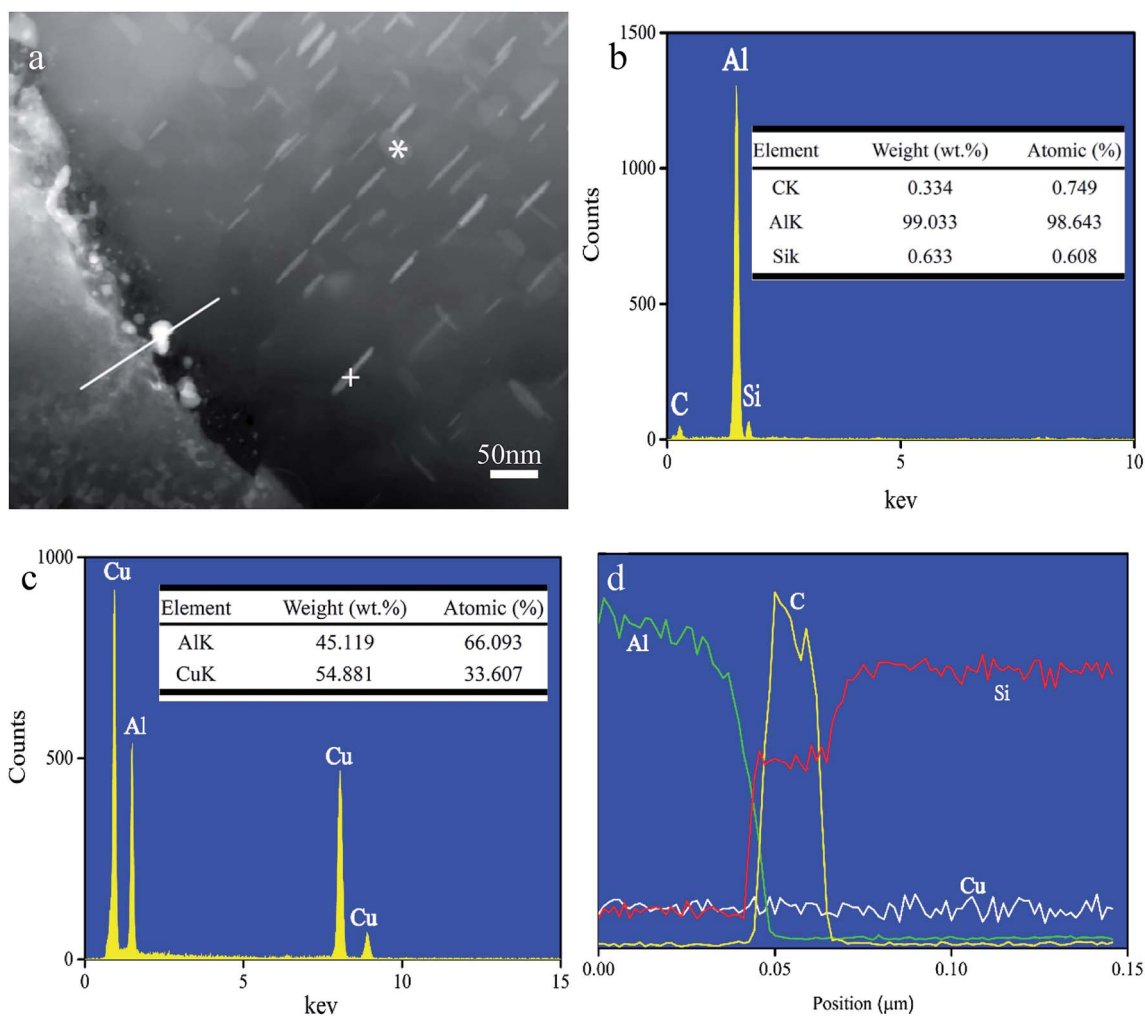 a
*
+
50nm
b
1500
1000
500
0
Counts
Al
C
Si
Element Weight (wt.%) Atomic (%)
CK 0.334 0.749
AlK 99.033 98.643
Sik 0.633 0.608
0 5 10
kev
c
1000
500
0
Counts
Cu
Al
Cu
Cu
Element Weight (wt.%) Atomic (%)
AlK 45.119 66.093
CuK 54.881 33.607
0 5 10 15
kev
d
C
Al
Si
Cu
0.00 0.05 0.10 0.15
Position (μm)